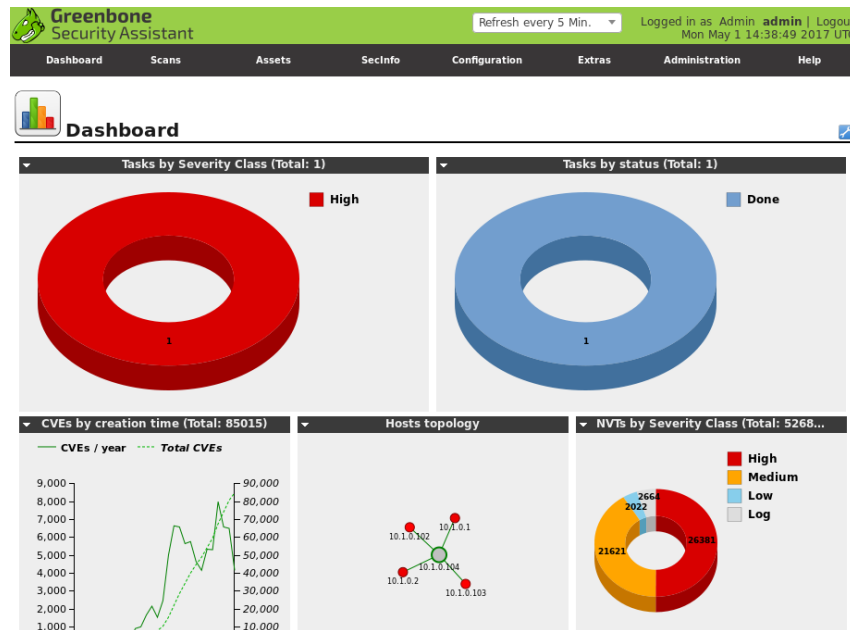 Greenbone
Security Assistant
Refresh every 5 Min.
Logged in as Admin admin | Logou
Mon May 1 14:38:49 2017 UT
Dashboard Scans Assets SecInfo Configuration Extras Administration Help
Dashboard
Tasks by Severity Class (Total: 1)
High
1
Tasks by status (Total: 1)
Done
1
CVEs by creation time (Total: 85015)
CVEs / year Total CVEs
9,000 90,000
8,000 80,000
7,000 70,000
6,000 60,000
5,000 50,000
4,000 40,000
3,000 30,000
2,000 20,000
1,000 10,000
Hosts topology
10.1.0.1
10.1.0.102
10.1.0.104
10.1.0.2
10.1.0.103
NVTs by Severity Class (Total: 5268...
High
Medium
Low
Log
2664
2022
26381
21621